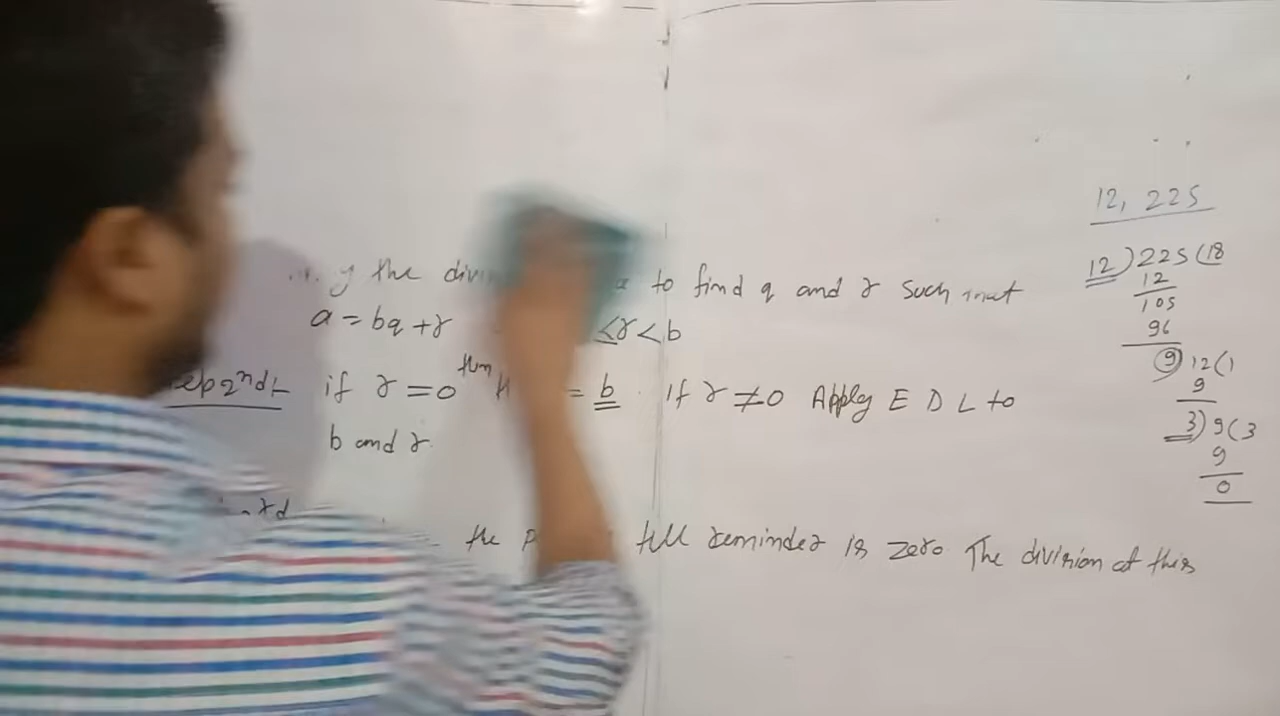 the to find q and r such that
a = bq + r ≤ r < b
if r = 0 then = b If r ≠ 0 Apply E D L to
b and r.
the till reminder is zero The division at this
12, 225
12 ) 225 ( 18
12
105
96
9 12 ( 1
9
3 ) 9 ( 3
9
0